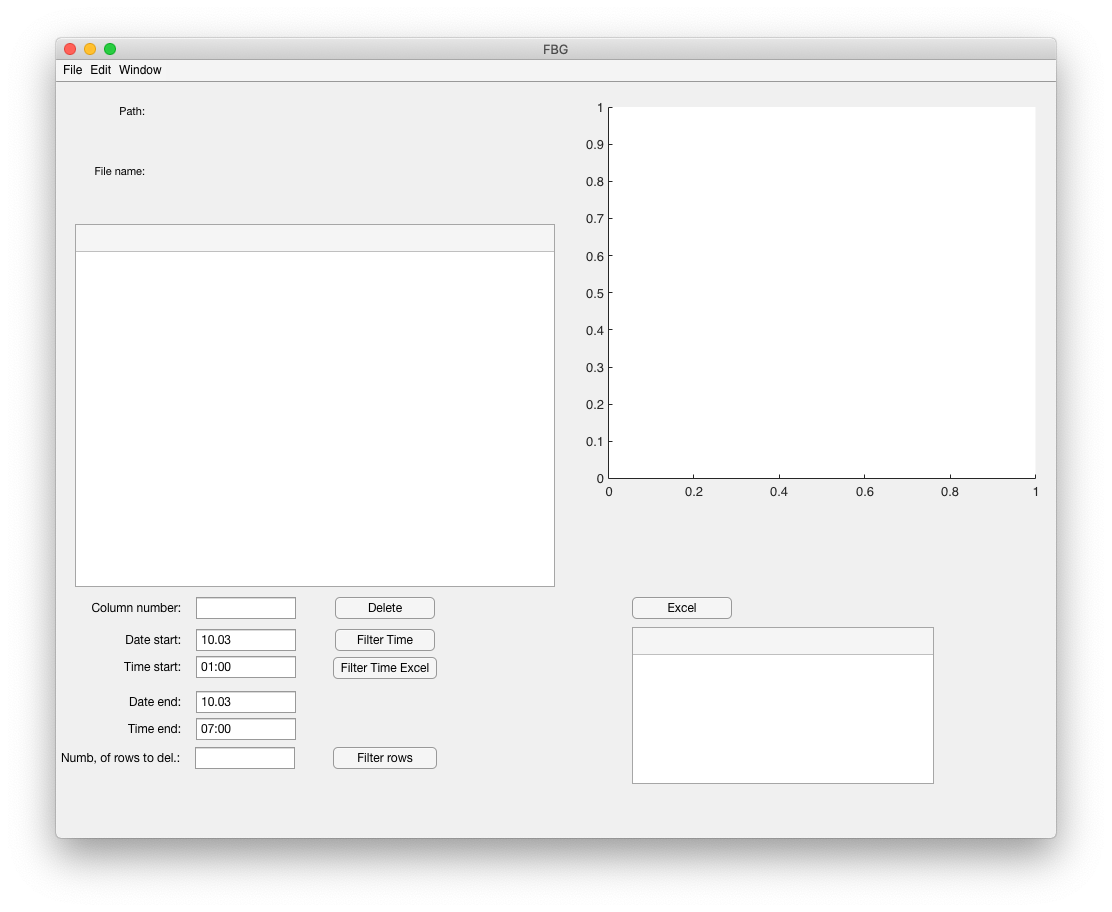 FBG
File Edit Window
Path:
File name:
1
0.9
0.8
0.7
0.6
0.5
0.4
0.3
0.2
0.1
0
0 0.2 0.4 0.6 0.8 1
Column number: Delete
Date start: 10.03 Filter Time
Time start: 01:00 Filter Time Excel
Date end: 10.03
Time end: 07:00
Numb, of rows to del.: Filter rows
Excel